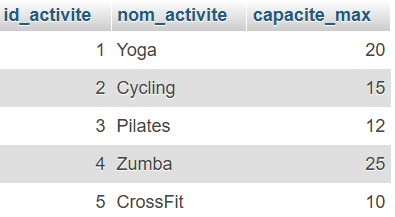 id_activite nom_activite capacite_max
1 Yoga 20
2 Cycling 15
3 Pilates 12
4 Zumba 25
5 CrossFit 10